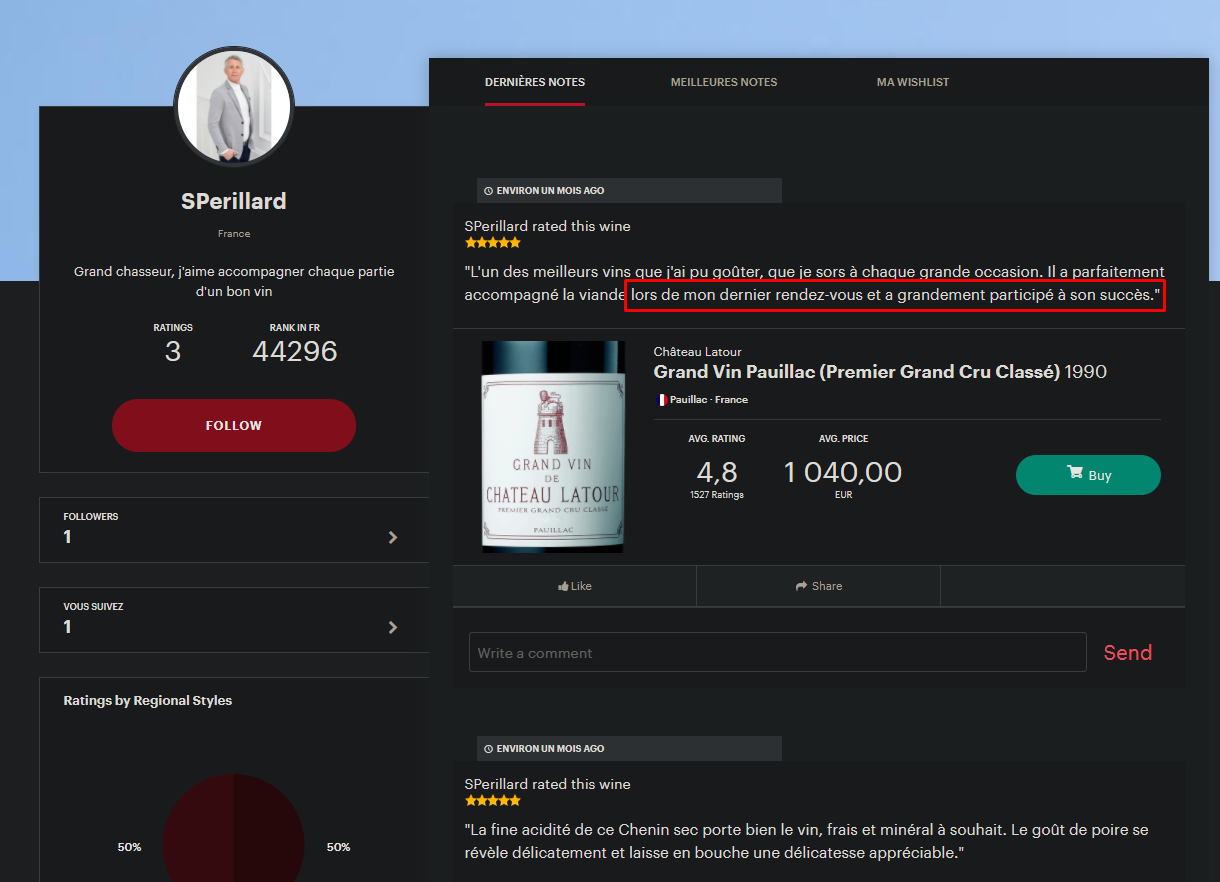 DERNIÈRES NOTES MEILLEURES NOTES MA WISHLIST
SPerillard
France
Grand chasseur, j'aime accompagner chaque partie
d'un bon vin
RATINGS RANK IN FR
3 44296
FOLLOW
FOLLOWERS
1
VOUS SUIVEZ
1
Ratings by Regional Styles
50% 50%
ENVIRON UN MOIS AGO
SPerillard rated this wine
"L'un des meilleurs vins que j'ai pu goûter, que je sors à chaque grande occasion. Il a parfaitement
accompagné la viande lors de mon dernier rendez-vous et a grandement participé à son succès."
GRAND VIN
DE
CHATEAU LATOUR
PREMIER GRAND CRU CLASSÉ
PAUILLAC
Château Latour
Grand Vin Pauillac (Premier Grand Cru Classé) 1990
Pauillac · France
AVG. RATING AVG. PRICE
4,8 1 040,00
1527 Ratings EUR
Buy
Like Share
Write a comment Send
ENVIRON UN MOIS AGO
SPerillard rated this wine
"La fine acidité de ce Chenin sec porte bien le vin, frais et minéral à souhait. Le goût de poire se
révèle délicatement et laisse en bouche une délicatesse appréciable."